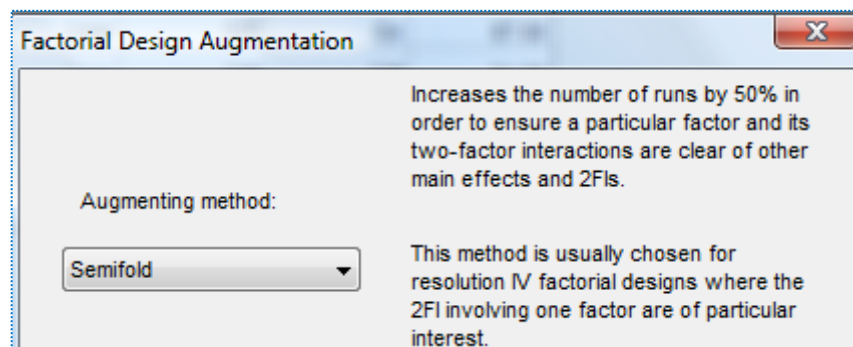 Factorial Design Augmentation
Increases the number of runs by 50% in
order to ensure a particular factor and its
two-factor interactions are clear of other
main effects and 2FIs.
Augmenting method:
Semifold
This method is usually chosen for
resolution IV factorial designs where the
2FI involving one factor are of particular
interest.